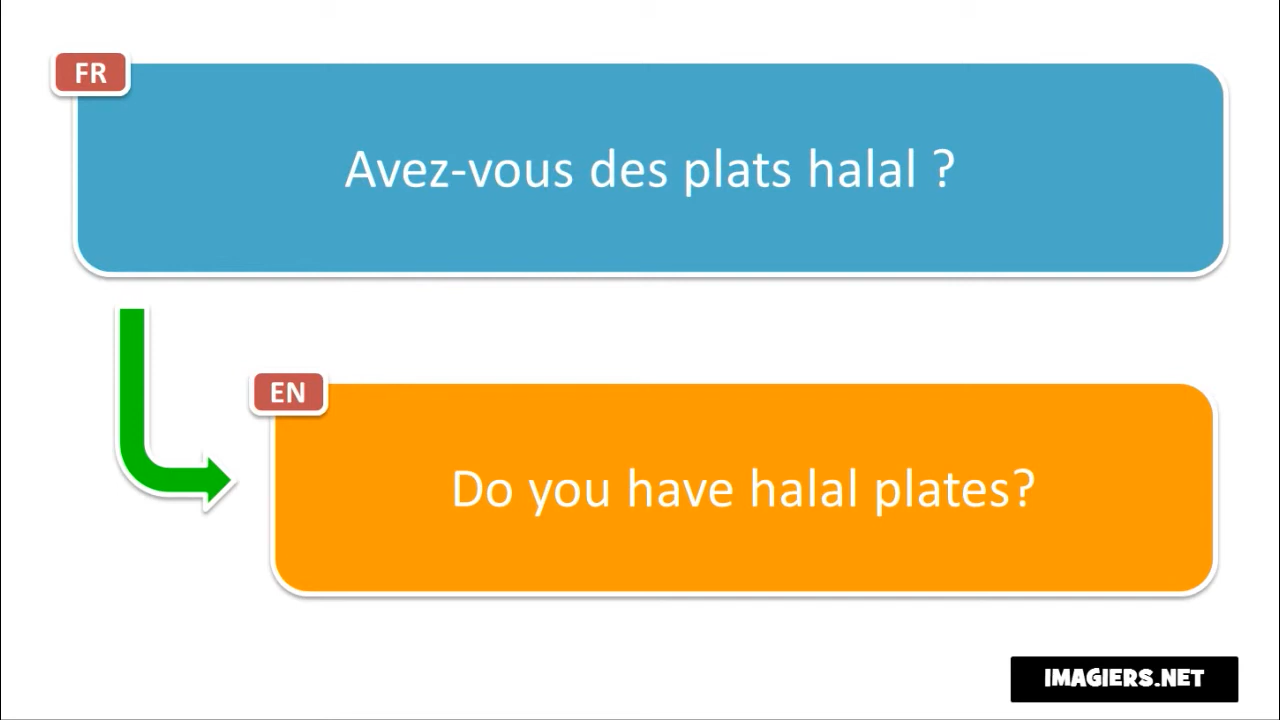 FR
Avez-vous des plats halal ?
EN
Do you have halal plates?
IMAGIERS.NET